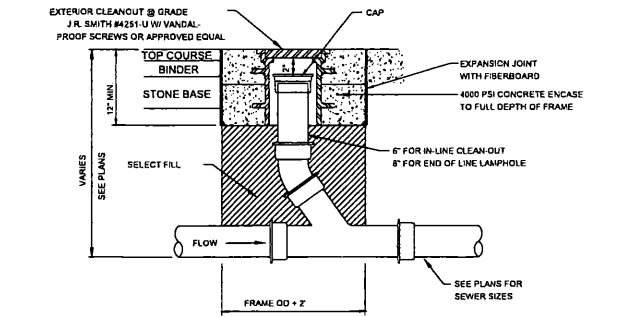 EXTERIOR CLEANOUT @ GRADE
J.R. SMITH #4251-U W/ VANDAL-
PROOF SCREWS OR APPROVED EQUAL
CAP
TOP COURSE
BINDER
STONE BASE
12" MIN.
2"
EXPANSION JOINT
WITH FIBERBOARD
4000 PSI CONCRETE ENCASE
TO FULL DEPTH OF FRAME
VARIES
SEE PLANS
SELECT FILL
6" FOR IN-LINE CLEAN-OUT
8" FOR END OF LINE LAMPHOLE
FLOW
SEE PLANS FOR
SEWER SIZES
FRAME OD + 2'